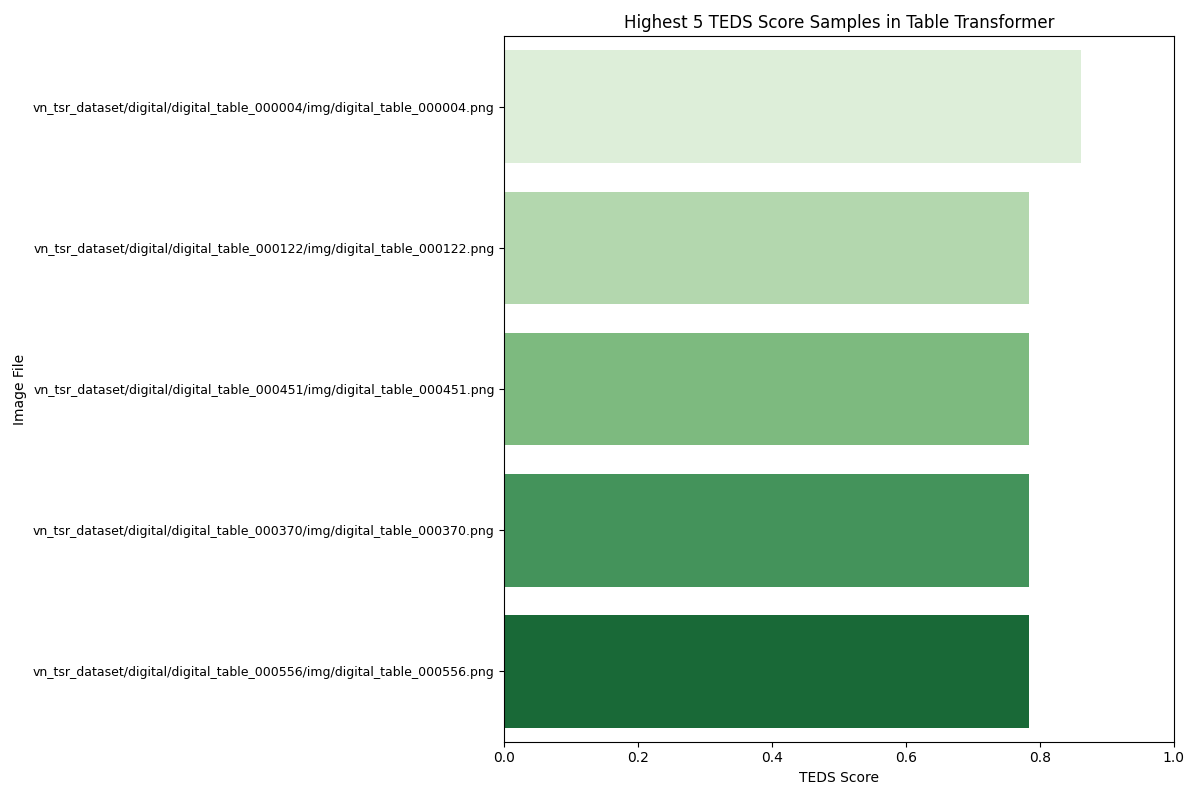 Highest 5 TEDS Score Samples in Table Transformer
Image File
vn_tsr_dataset/digital/digital_table_000004/img/digital_table_000004.png
vn_tsr_dataset/digital/digital_table_000122/img/digital_table_000122.png
vn_tsr_dataset/digital/digital_table_000451/img/digital_table_000451.png
vn_tsr_dataset/digital/digital_table_000370/img/digital_table_000370.png
vn_tsr_dataset/digital/digital_table_000556/img/digital_table_000556.png
0.0 0.2 0.4 0.6 0.8 1.0
TEDS Score